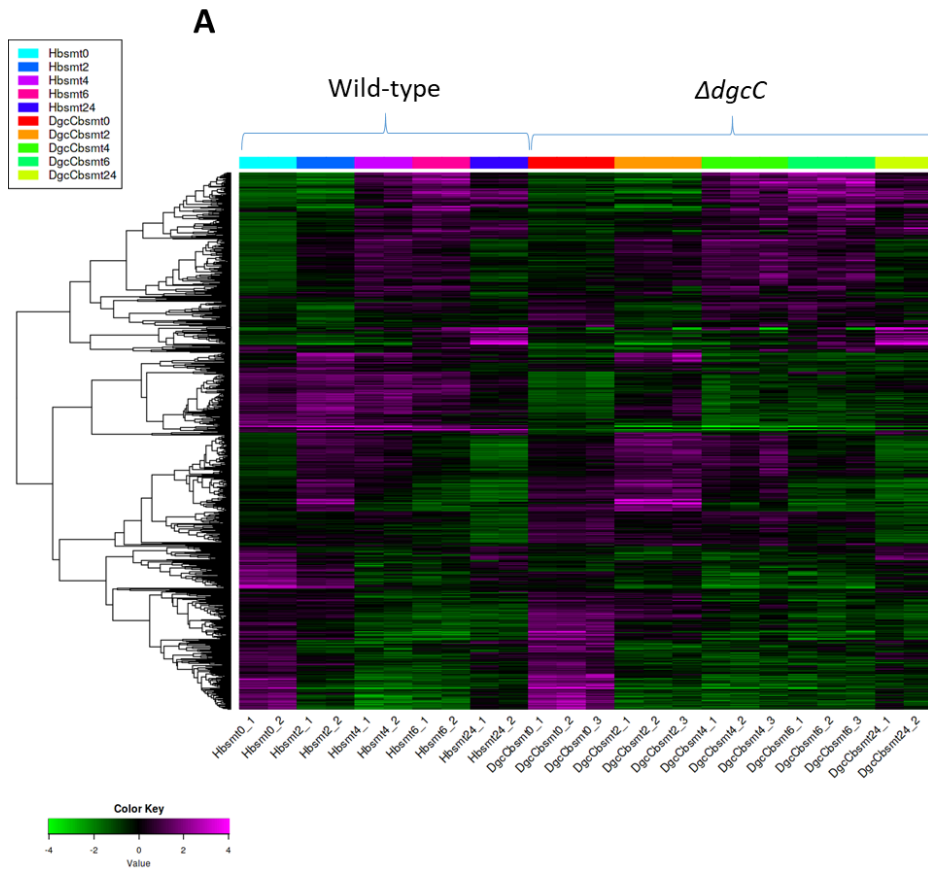 A
Hbsmt0
Hbsmt2
Hbsmt4
Hbsmt6
Hbsmt24
DgcCbsmt0
DgcCbsmt2
DgcCbsmt4
DgcCbsmt6
DgcCbsmt24
Wild-type
ΔdgcC
Hbsmt0_1
Hbsmt0_2
Hbsmt2_1
Hbsmt2_2
Hbsmt4_1
Hbsmt4_2
Hbsmt6_1
Hbsmt6_2
Hbsmt24_1
Hbsmt24_2
DgcCbsmt0_1
DgcCbsmt0_2
DgcCbsmt0_3
DgcCbsmt2_1
DgcCbsmt2_2
DgcCbsmt2_3
DgcCbsmt4_1
DgcCbsmt4_2
DgcCbsmt4_3
DgcCbsmt6_1
DgcCbsmt6_2
DgcCbsmt6_3
DgcCbsmt24_1
DgcCbsmt24_2
Color Key
-4 -2 0 2 4
Value